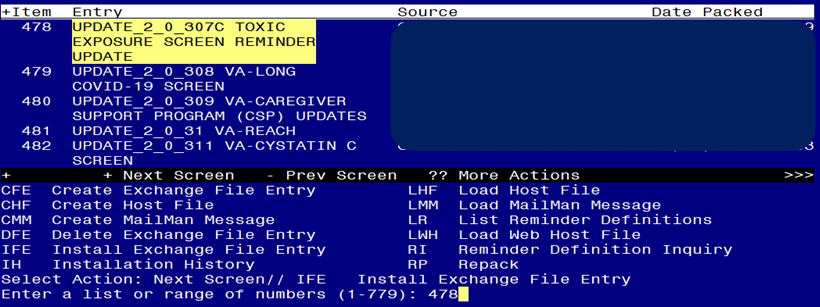 +Item Entry Source Date Packed
478 UPDATE_2_0_307C TOXIC
EXPOSURE SCREEN REMINDER
UPDATE
479 UPDATE_2_0_308 VA-LONG
COVID-19 SCREEN
480 UPDATE_2_0_309 VA-CAREGIVER
SUPPORT PROGRAM (CSP) UPDATES
481 UPDATE_2_0_31 VA-REACH
482 UPDATE_2_0_311 VA-CYSTATIN C
SCREEN
+ + Next Screen - Prev Screen ?? More Actions >>>
CFE Create Exchange File Entry LHF Load Host File
CHF Create Host File LMM Load MailMan Message
CMM Create MailMan Message LR List Reminder Definitions
DFE Delete Exchange File Entry LWH Load Web Host File
IFE Install Exchange File Entry RI Reminder Definition Inquiry
IH Installation History RP Repack
Select Action: Next Screen// IFE Install Exchange File Entry
Enter a list or range of numbers (1-779): 478